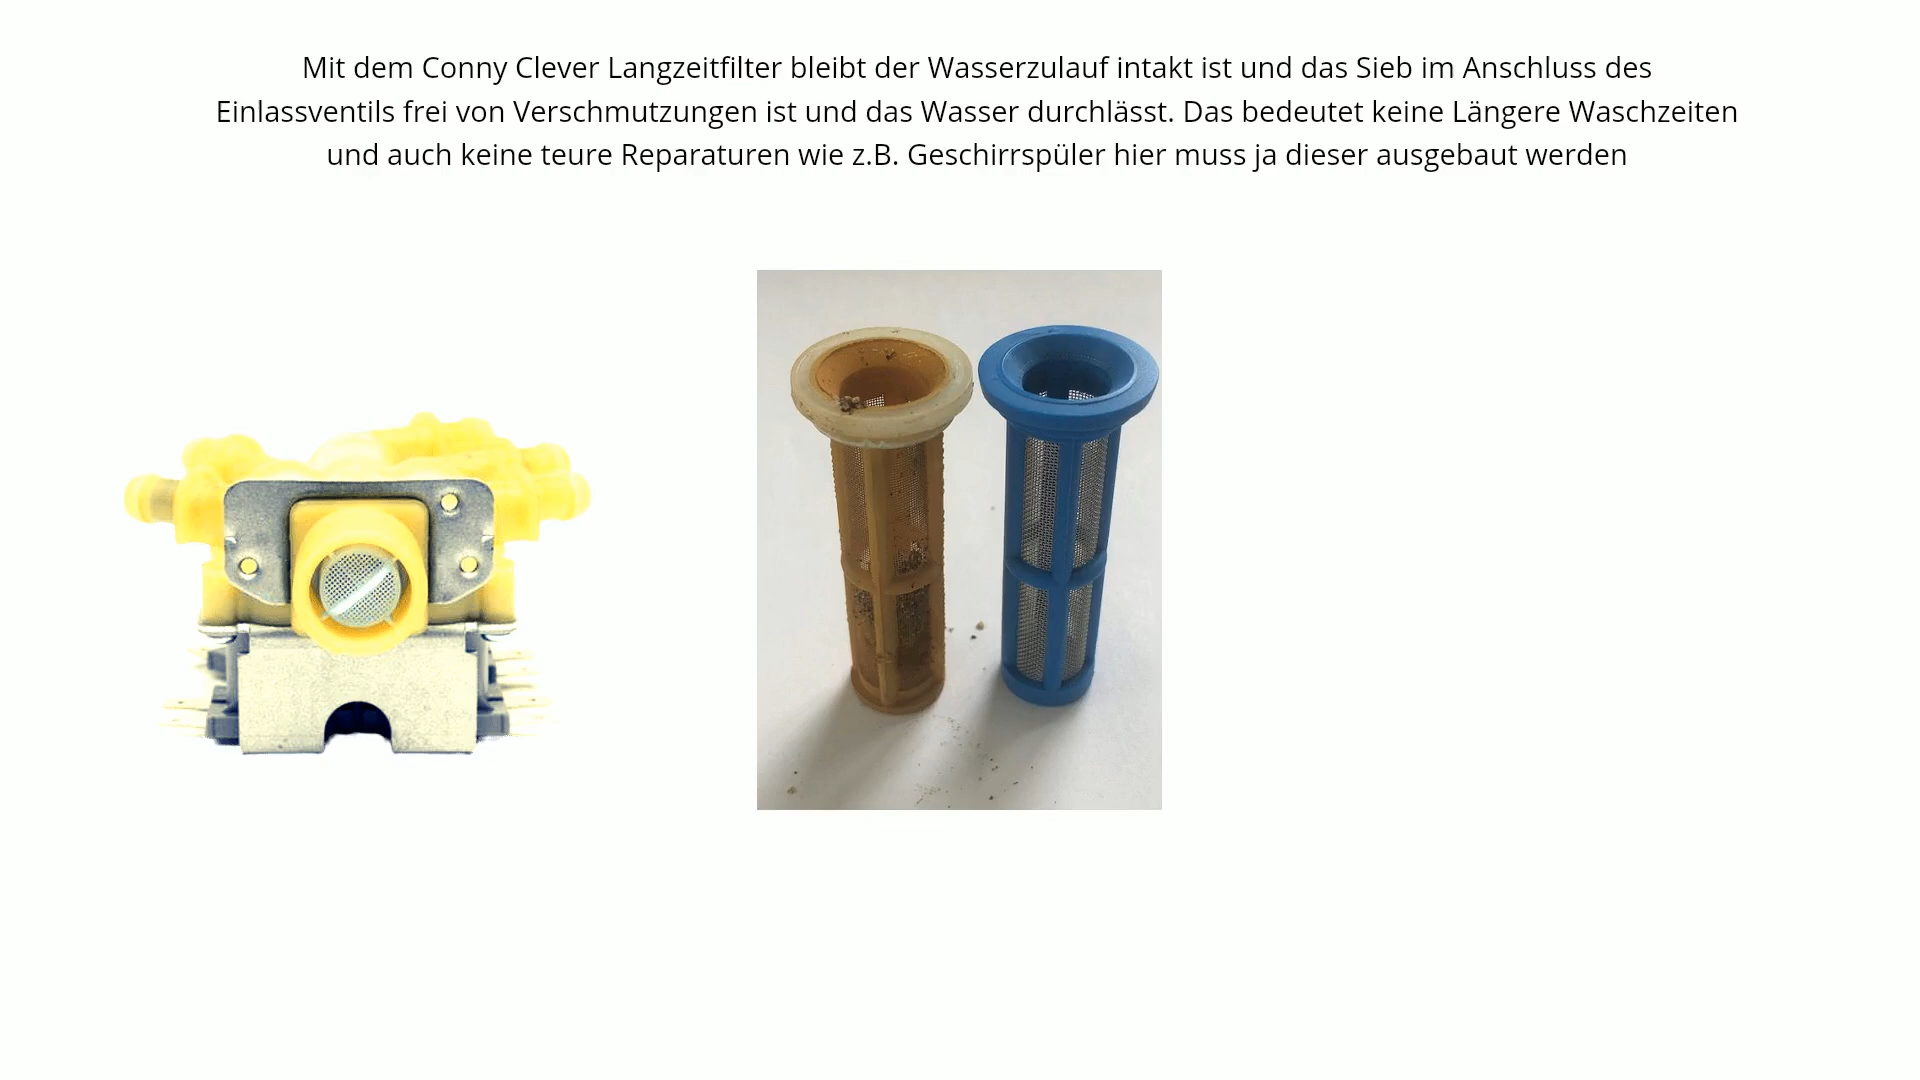 Mit dem Conny Clever Langzeitfilter bleibt der Wasserzulauf intakt ist und das Sieb im Anschluss des
Einlassventils frei von Verschmutzungen ist und das Wasser durchlässt. Das bedeutet keine Längere Waschzeiten
und auch keine teure Reparaturen wie z.B. Geschirrspüler hier muss ja dieser ausgebaut werden